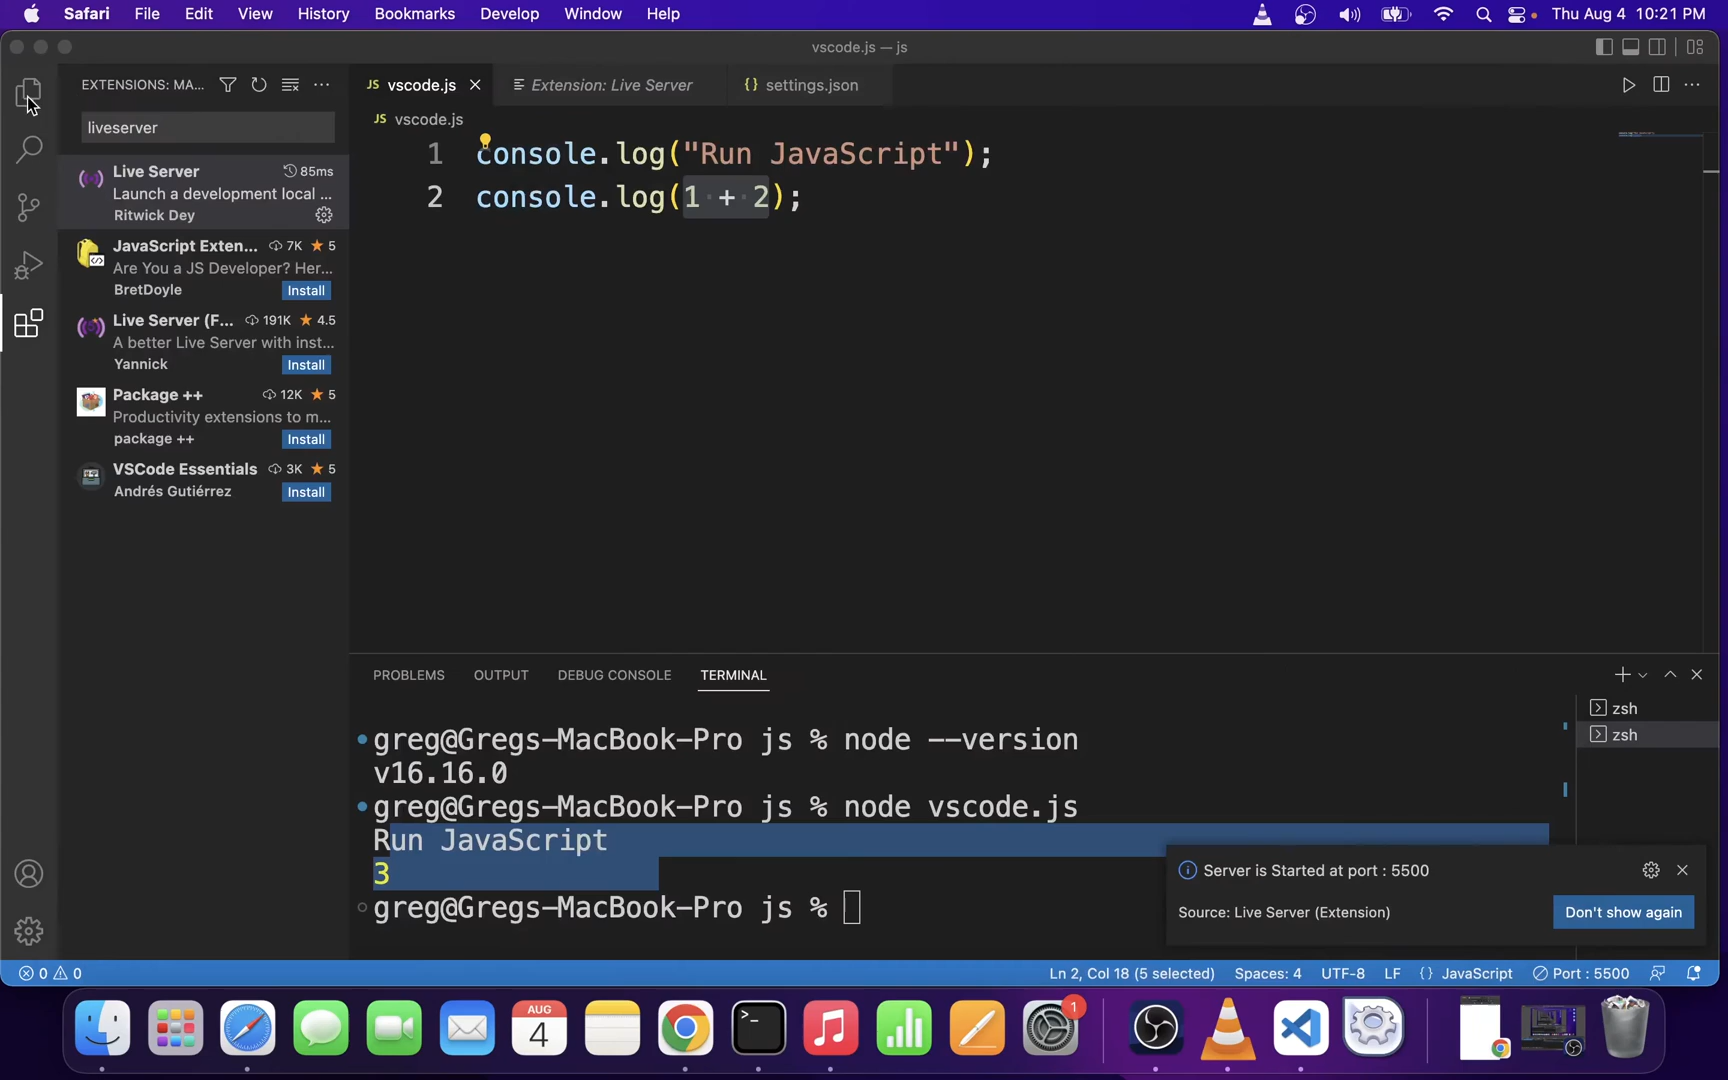 Safari File Edit View History Bookmarks Develop Window Help Thu Aug 4 10:21 PM
vscode.js — js
EXTENSIONS: MA...
vscode.js
Extension: Live Server
{} settings.json
JS vscode.js
JS
liveserver
Live Server 85ms
Launch a development local ...
Ritwick Dey
JavaScript Exten... 7K ★ 5
Are You a JS Developer? Her...
BretDoyle Install
Live Server (F... 191K ★ 4.5
A better Live Server with inst...
Yannick Install
Package ++ 12K ★ 5
Productivity extensions to m...
package ++ Install
VSCode Essentials 3K ★ 5
Andrés Gutiérrez Install
1 console.log("Run JavaScript");
2 console.log(1 + 2);
PROBLEMS OUTPUT DEBUG CONSOLE TERMINAL
greg@Gregs-MacBook-Pro js % node --version
v16.16.0
greg@Gregs-MacBook-Pro js % node vscode.js
Run JavaScript
3
greg@Gregs-MacBook-Pro js %
zsh
zsh
Server is Started at port : 5500
Source: Live Server (Extension)
Don't show again
0 0 Ln 2, Col 18 (5 selected) Spaces: 4 UTF-8 LF {} JavaScript Port : 5500
AUG
4
1